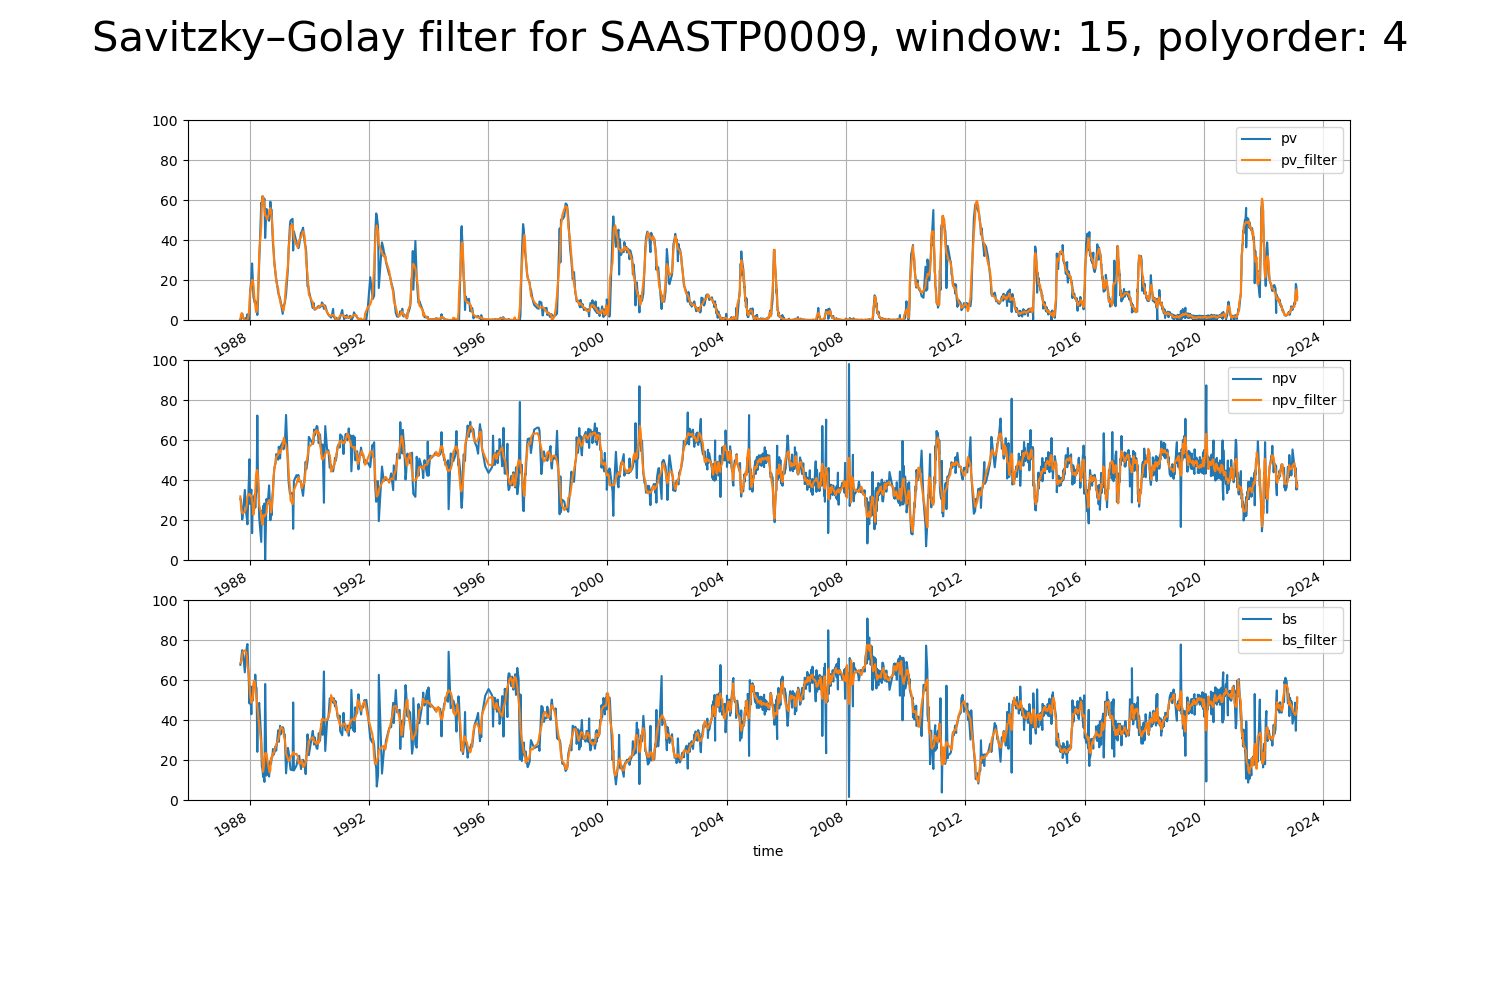 Savitzky–Golay filter for SAASTP0009, window: 15, polyorder: 4
100
80
60
40
20
0
pv
pv_filter
1988 1992 1996 2000 2004 2008 2012 2016 2020 2024
100
80
60
40
20
0
npv
npv_filter
1988 1992 1996 2000 2004 2008 2012 2016 2020 2024
100
80
60
40
20
0
bs
bs_filter
1988 1992 1996 2000 2004 2008 2012 2016 2020 2024
time